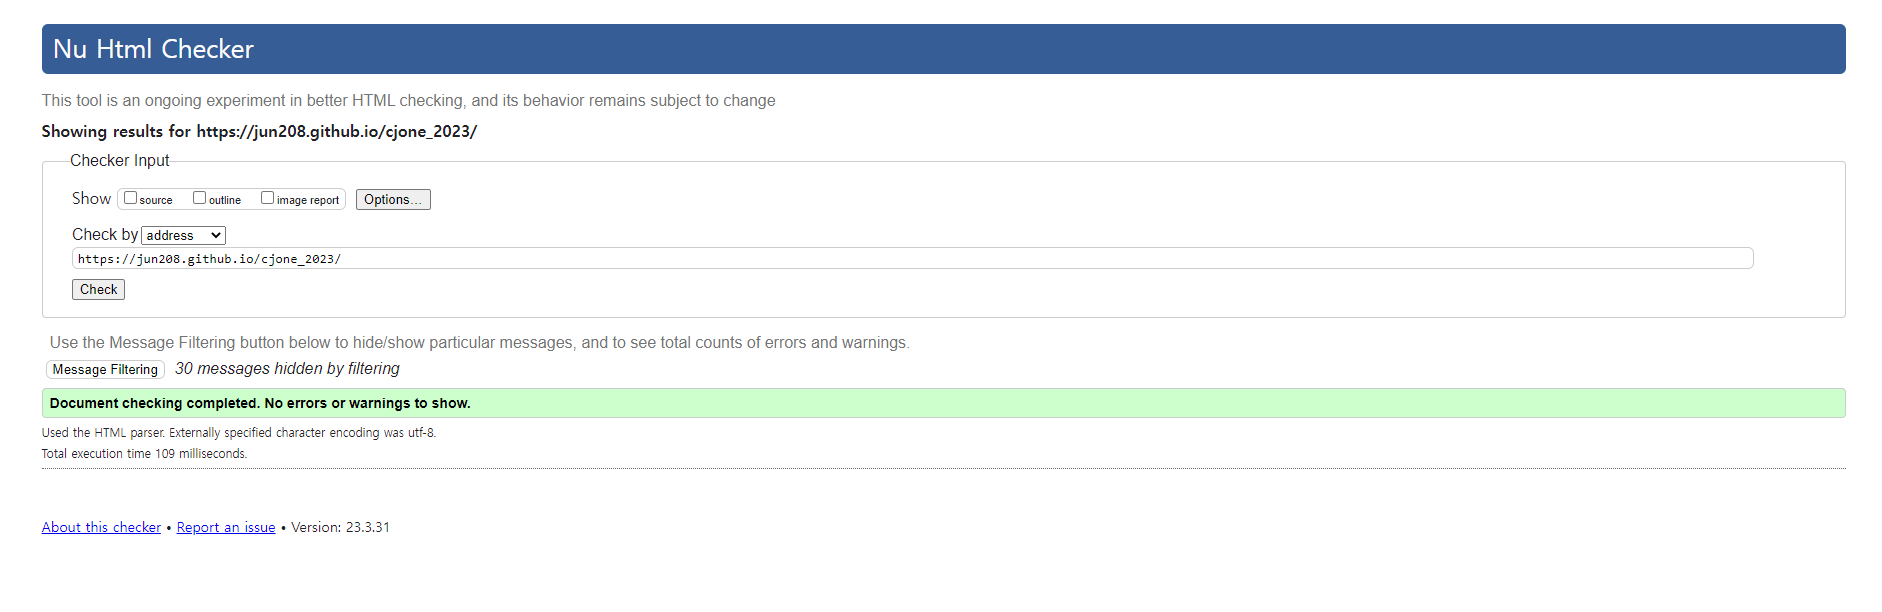 Nu Html Checker
This tool is an ongoing experiment in better HTML checking, and its behavior remains subject to change
Showing results for https://jun208.github.io/cjone_2023/
Checker Input
Show source outline image report Options...
Check by address
https://jun208.github.io/cjone_2023/
Check
Use the Message Filtering button below to hide/show particular messages, and to see total counts of errors and warnings.
Message Filtering 30 messages hidden by filtering
Document checking completed. No errors or warnings to show.
Used the HTML parser. Externally specified character encoding was utf-8.
Total execution time 109 milliseconds.
About this checker • Report an issue • Version: 23.3.31